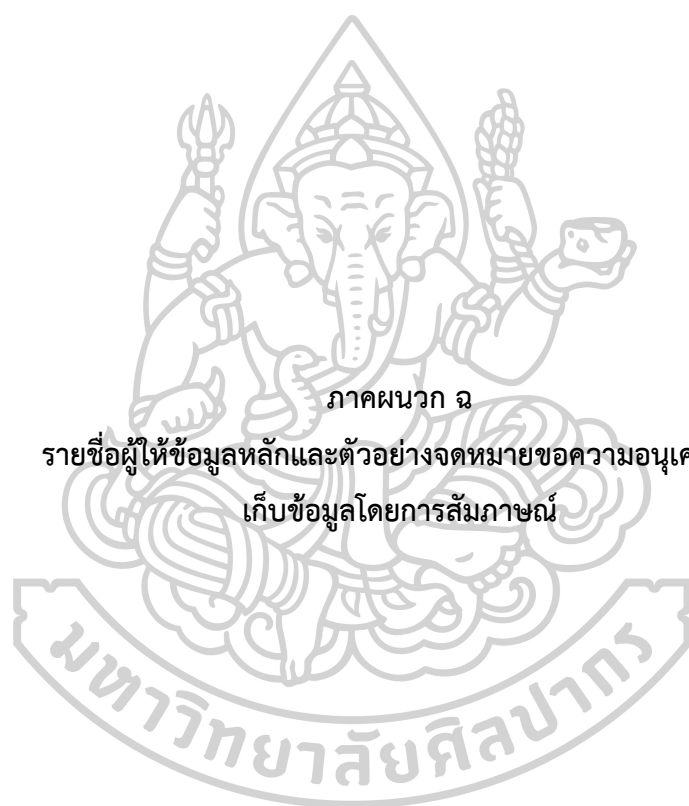 ภาคผนวก ฉ
รายชื่อผู้ให้ข้อมูลหลักและตัวอย่างจดหมายขอความอนุเค
เก็บข้อมูลโดยการสัมภาษณ์
มหาวิทยาลัยศิลปากร